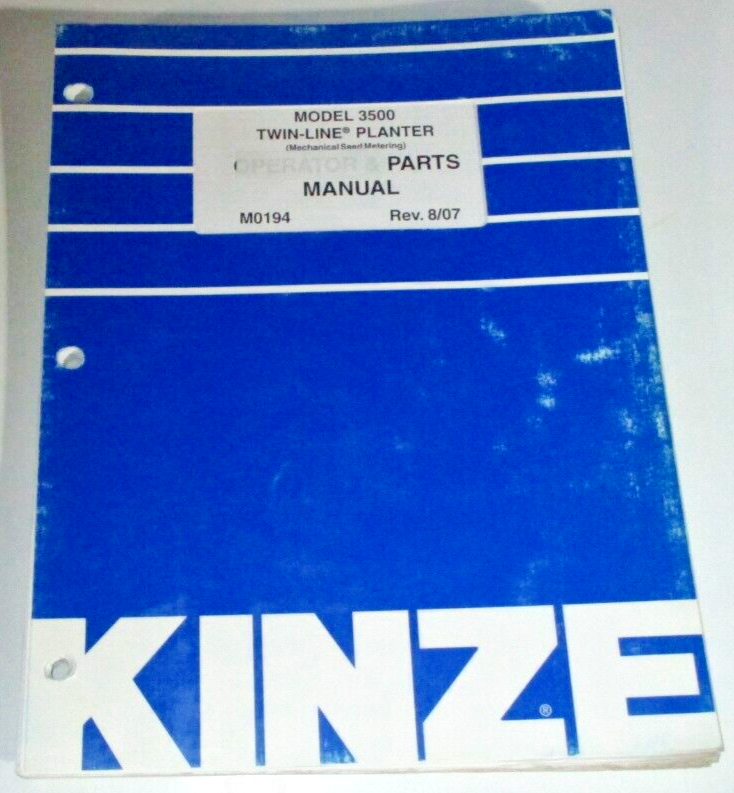 MODEL 3500
TWIN-LINE® PLANTER
(Mechanical Seed Metering)
OPERATOR & PARTS
MANUAL
M0194 Rev. 8/07
KINZE®